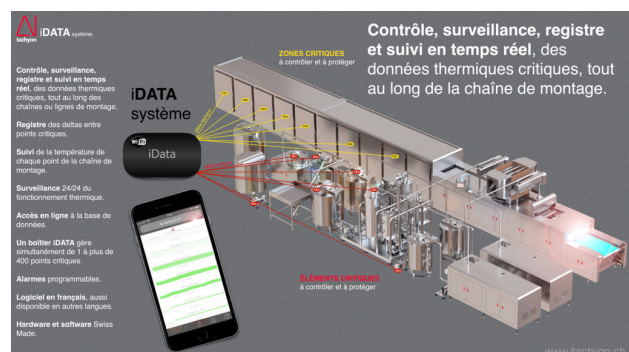 tachyon
iDATA système
Contrôle, surveillance,
registre et suivi en temps
réel, des données thermiques
critiques, tout au long des
chaînes ou lignes de montage.
Registre des deltas entre
points critiques.
Suivi de la température de
chaque point de la chaîne de
montage.
Surveillance 24/24 du
fonctionnement thermique.
Accès en ligne à la base de
données.
Un boîtier iDATA gère
simultanément de 1 à plus de
400 points critiques.
Alarmes programmables.
Logiciel en français, aussi
disponible en autres langues.
Hardware et software Swiss
Made.
iDATA
système
Wi Fi
iData
ZONES CRITIQUES
à contrôler et à protéger
Contrôle, surveillance, registre
et suivi en temps réel, des
données thermiques critiques, tout
au long de la chaîne de montage.
ÉLÉMENTS CRITIQUES
à contrôler et à protéger
www.itachyon.ch